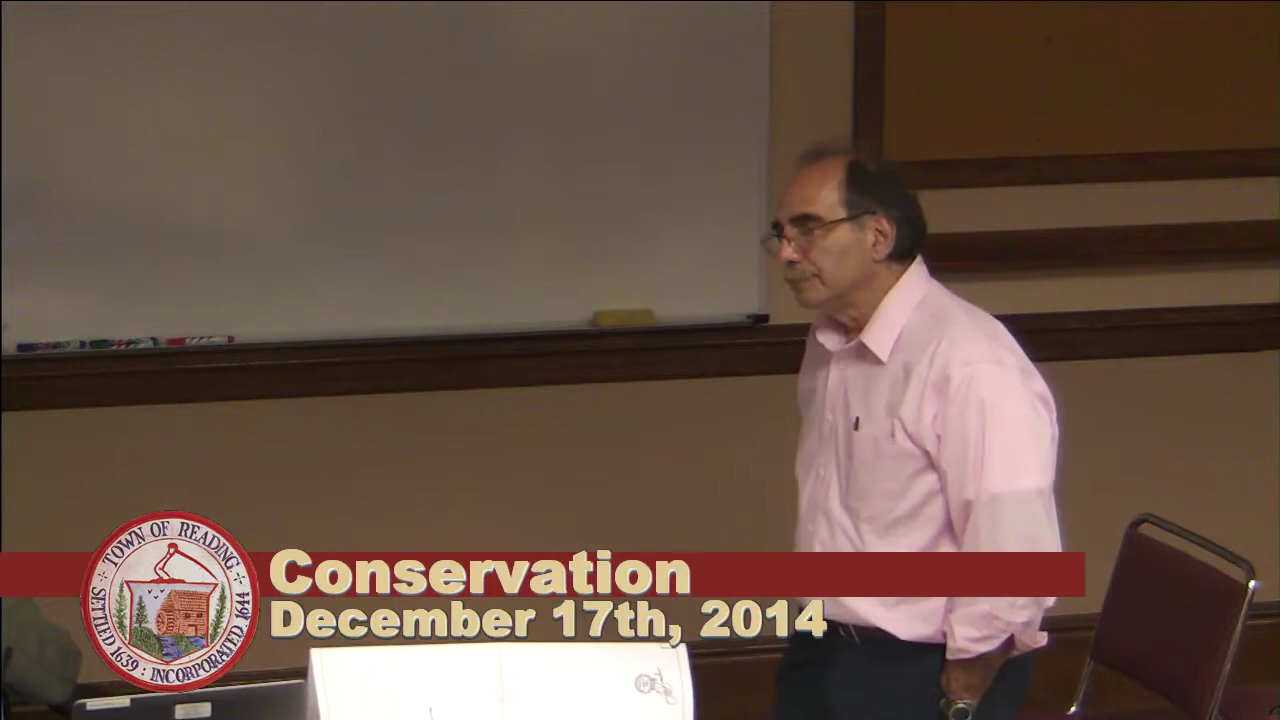 TOWN OF READING
SETTLED 1639 : INCORPORATED 1644
Conservation
December 17th, 2014